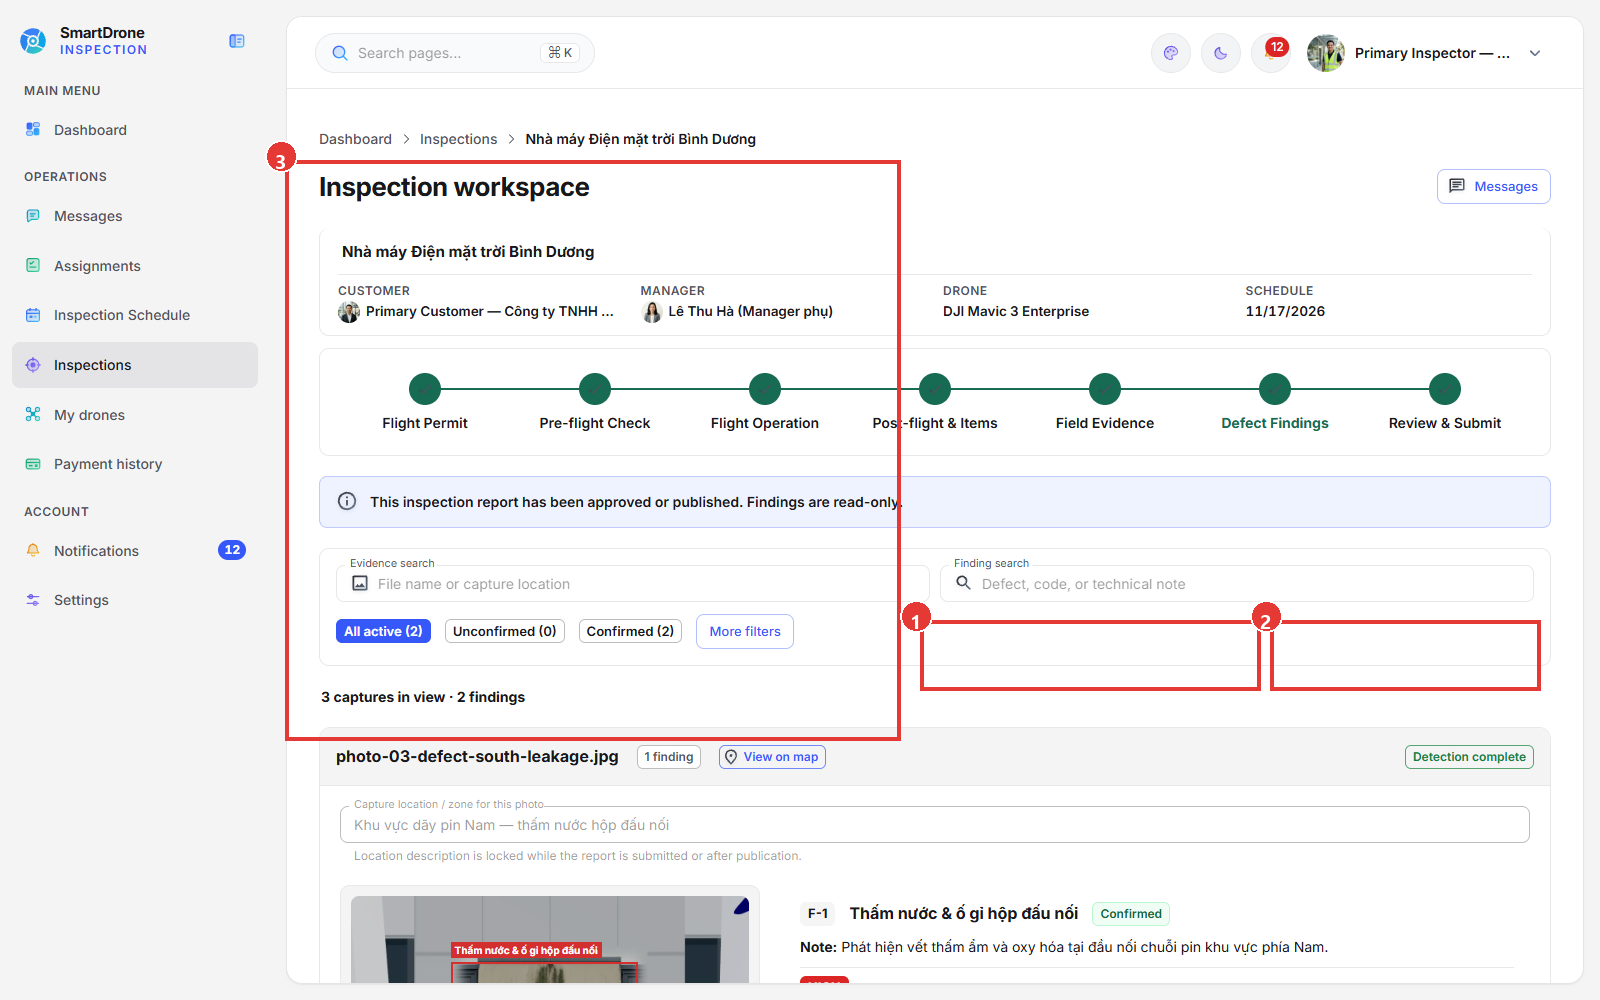 SmartDrone
INSPECTION
MAIN MENU
Dashboard
OPERATIONS
Messages
Assignments
Inspection Schedule
Inspections
My drones
Payment history
ACCOUNT
Notifications 12
Settings
Search pages... ⌘ K
12
Primary Inspector — ...
Dashboard > Inspections > Nhà máy Điện mặt trời Bình Dương
3
Inspection workspace
Messages
Nhà máy Điện mặt trời Bình Dương
CUSTOMER MANAGER DRONE SCHEDULE
Primary Customer — Công ty TNHH ... Lê Thu Hà (Manager phụ) DJI Mavic 3 Enterprise 11/17/2026
Flight Permit Pre-flight Check Flight Operation Post-flight & Items Field Evidence Defect Findings Review & Submit
This inspection report has been approved or published. Findings are read-only.
Evidence search Finding search
File name or capture location Defect, code, or technical note
All active (2) Unconfirmed (0) Confirmed (2) More filters
1 2
3 captures in view · 2 findings
photo-03-defect-south-leakage.jpg 1 finding View on map Detection complete
Capture location / zone for this photo
Khu vực dãy pin Nam — thấm nước hộp đấu nối
Location description is locked while the report is submitted or after publication.
Thấm nước & ố gỉ hộp đấu nối
F-1 Thấm nước & ố gỉ hộp đấu nối Confirmed
Note: Phát hiện vết thấm ẩm và oxy hóa tại đầu nối chuỗi pin khu vực phía Nam.